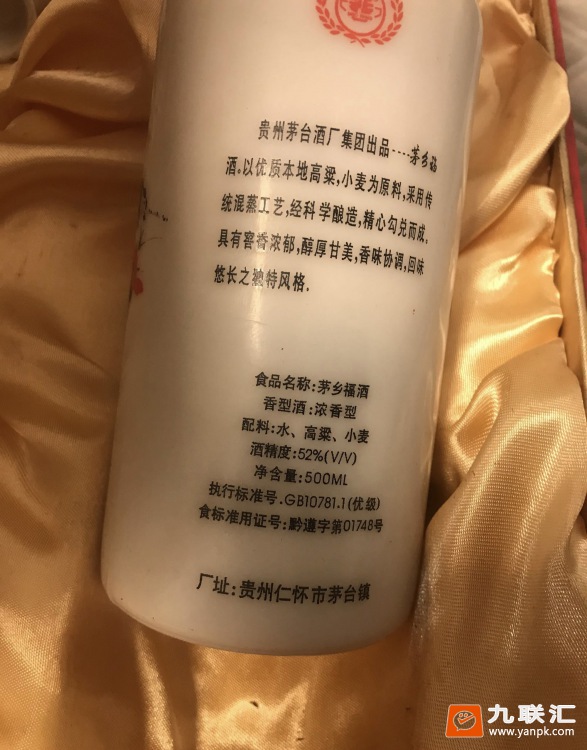 贵州茅台酒厂集团出品----茅乡福
酒.以优质本地高粱,小麦为原料,采用传
统混蒸工艺,经科学酿造,精心勾兑而成.
具有窖香浓郁,醇厚甘美,香味协调,回味
悠长之独特风格.
食品名称:茅乡福酒
香型酒:浓香型
配料:水、高粱、小麦
酒精度:52%(V/V)
净含量:500ML
执行标准号.GB10781.1(优级)
食标准用证号:黔遵字第01748号
厂址:贵州仁怀市茅台镇
九联汇
www.yanpk.com